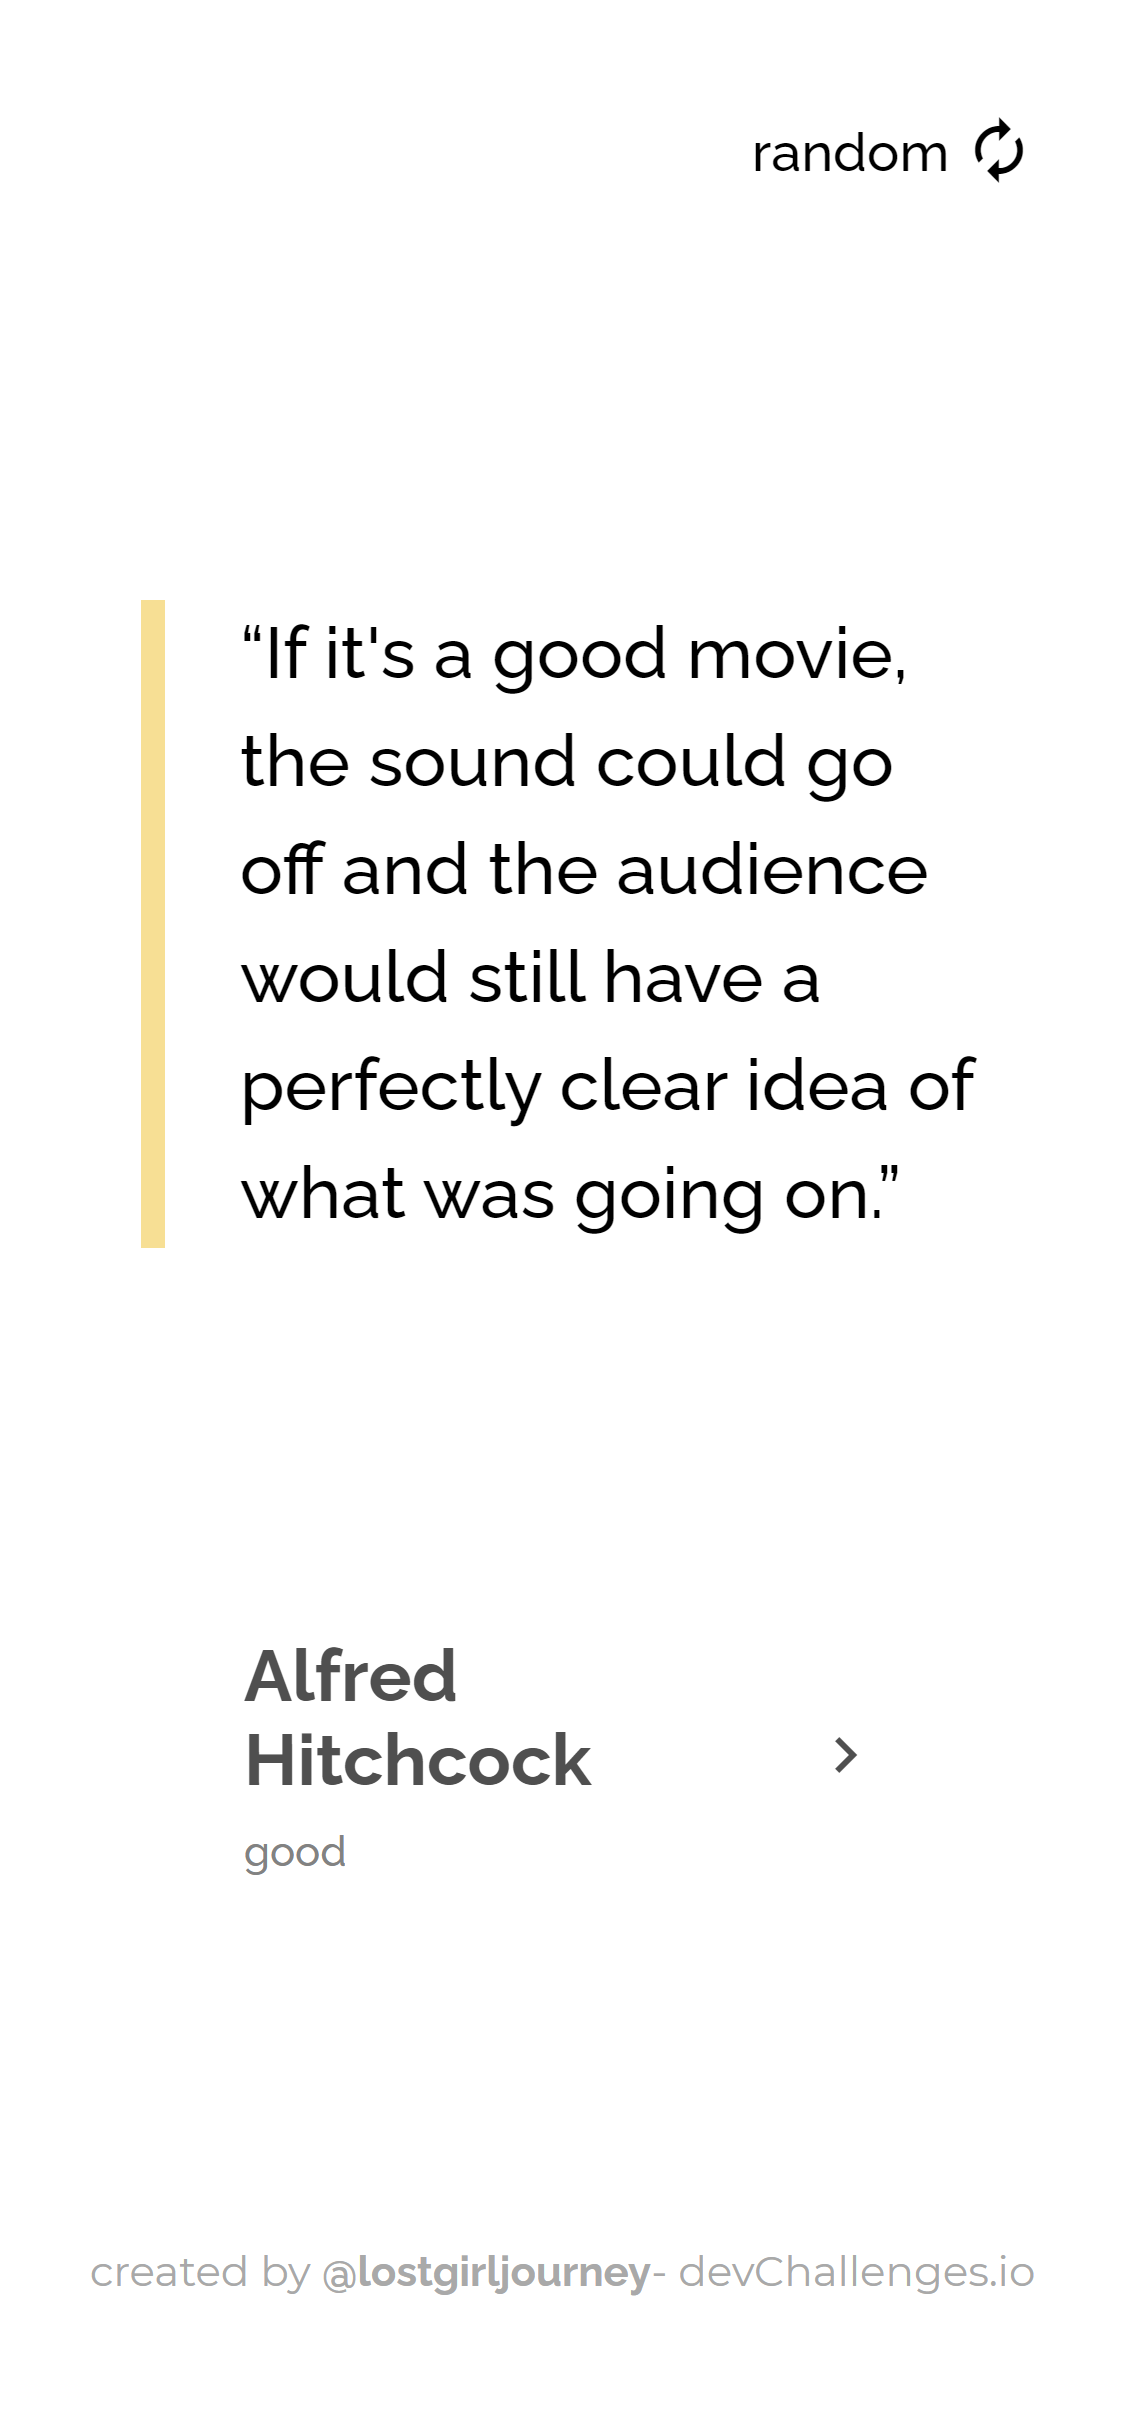 random
“If it's a good movie,
the sound could go
off and the audience
would still have a
perfectly clear idea of
what was going on.”
Alfred
Hitchcock
good
created by @lostgirljourney- devChallenges.io